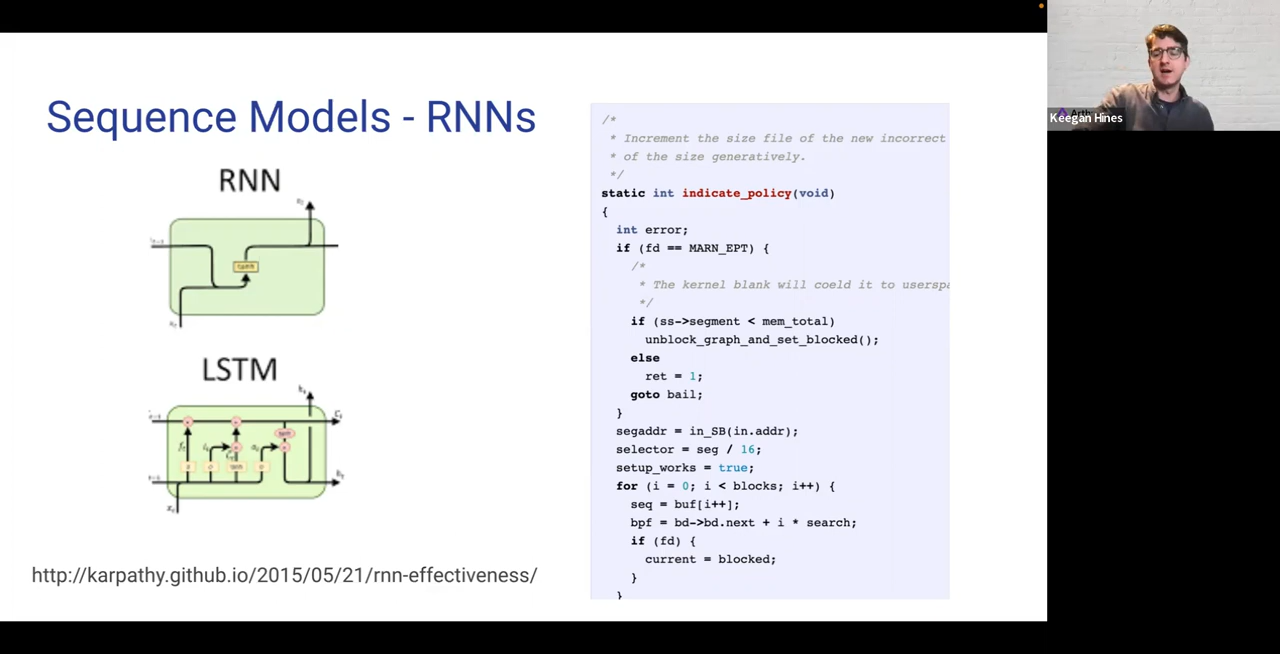 Sequence Models - RNNs
RNN
LSTM
http://karpathy.github.io/2015/05/21/rnn-effectiveness/
/*
* Increment the size file of the new incorrect
* of the size generatively.
*/
static int indicate_policy(void)
{
int error;
if (fd == MARN_EPT) {
/*
* The kernel blank will coeld it to userspa
*/
if (ss->segment < mem_total)
unblock_graph_and_set_blocked();
else
ret = 1;
goto bail;
}
segaddr = in_SB(in.addr);
selector = seg / 16;
setup_works = true;
for (i = 0; i < blocks; i++) {
seq = buf[i++];
bpf = bd->bd.next + i * search;
if (fd) {
current = blocked;
}
}
Keegan Hines